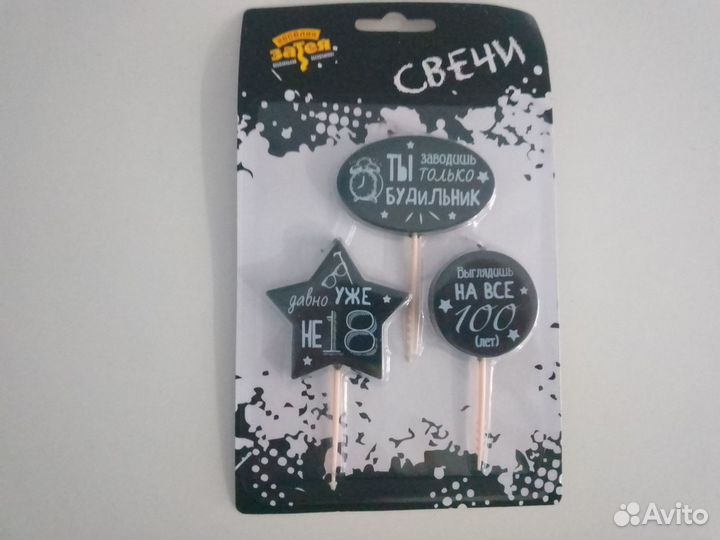 Весёлая
затея
СВЕЧИ
ТЫ заводишь
только
БУДИЛЬНИК
давно УЖЕ
НЕ 18
Выглядишь
НА ВСЕ
100
(лет)
Avito